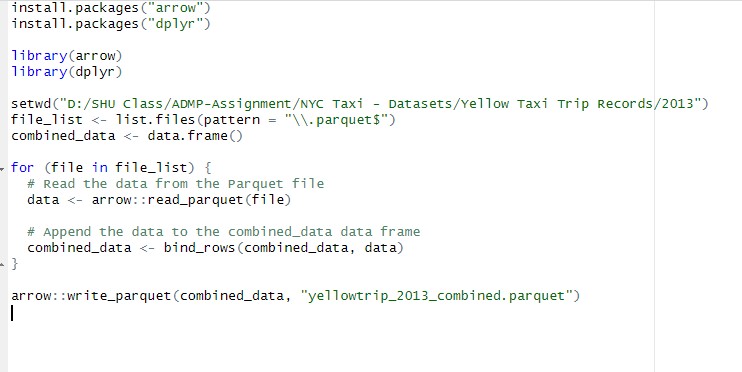 install.packages("arrow")
install.packages("dplyr")
library(arrow)
library(dplyr)
setwd("D:/SHU Class/ADMP-Assignment/NYC Taxi - Datasets/Yellow Taxi Trip Records/2013")
file_list <- list.files(pattern = "\\.parquet$")
combined_data <- data.frame()
for (file in file_list) {
  # Read the data from the Parquet file
  data <- arrow::read_parquet(file)
  # Append the data to the combined_data data frame
  combined_data <- bind_rows(combined_data, data)
}
arrow::write_parquet(combined_data, "yellowtrip_2013_combined.parquet")